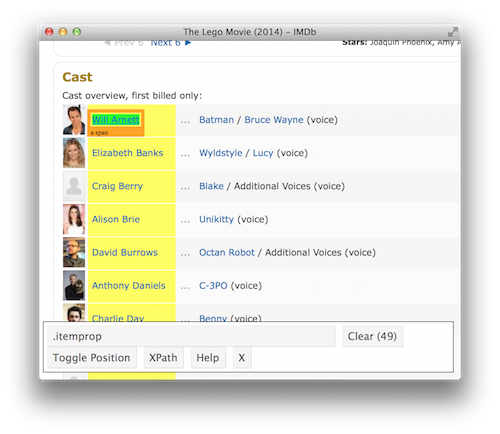 The Lego Movie (2014) – IMDb
◀ Prev 6 Next 6 ▶ Stars: Joaquin Phoenix, Amy A
Cast
Cast overview, first billed only:
Will Arnett ... Batman / Bruce Wayne (voice)
a span
Elizabeth Banks ... Wyldstyle / Lucy (voice)
Craig Berry ... Blake / Additional Voices (voice)
Alison Brie ... Unikitty (voice)
David Burrows ... Octan Robot / Additional Voices (voice)
Anthony Daniels ... C-3PO (voice)
Charlie Day ... Benny (voice)
.itemprop Clear (49)
Toggle Position XPath Help X